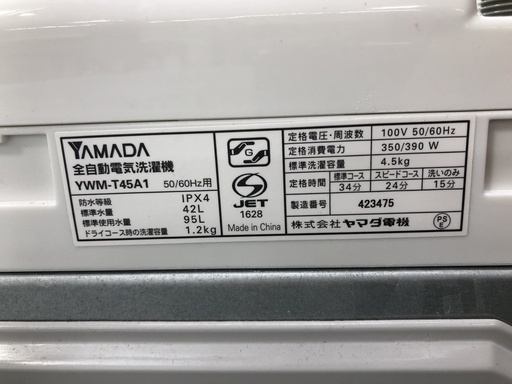 YAMADA
全自動電気洗濯機
YWM-T45A1 50/60Hz用
防水等級 IPX4
標準水量 42L
標準使用水量 95L
ドライコース時の洗濯容量 1.2kg
G
S
JET
1628
Made in China
定格電圧・周波数 100V 50/60Hz
定格消費電力 350/390 W
標準洗濯容量 4.5kg
定格時間 標準コース スピードコース 洗いのみ
34分 24分 15分
製造番号 423475
株式会社 ヤマダ電機
PS
E